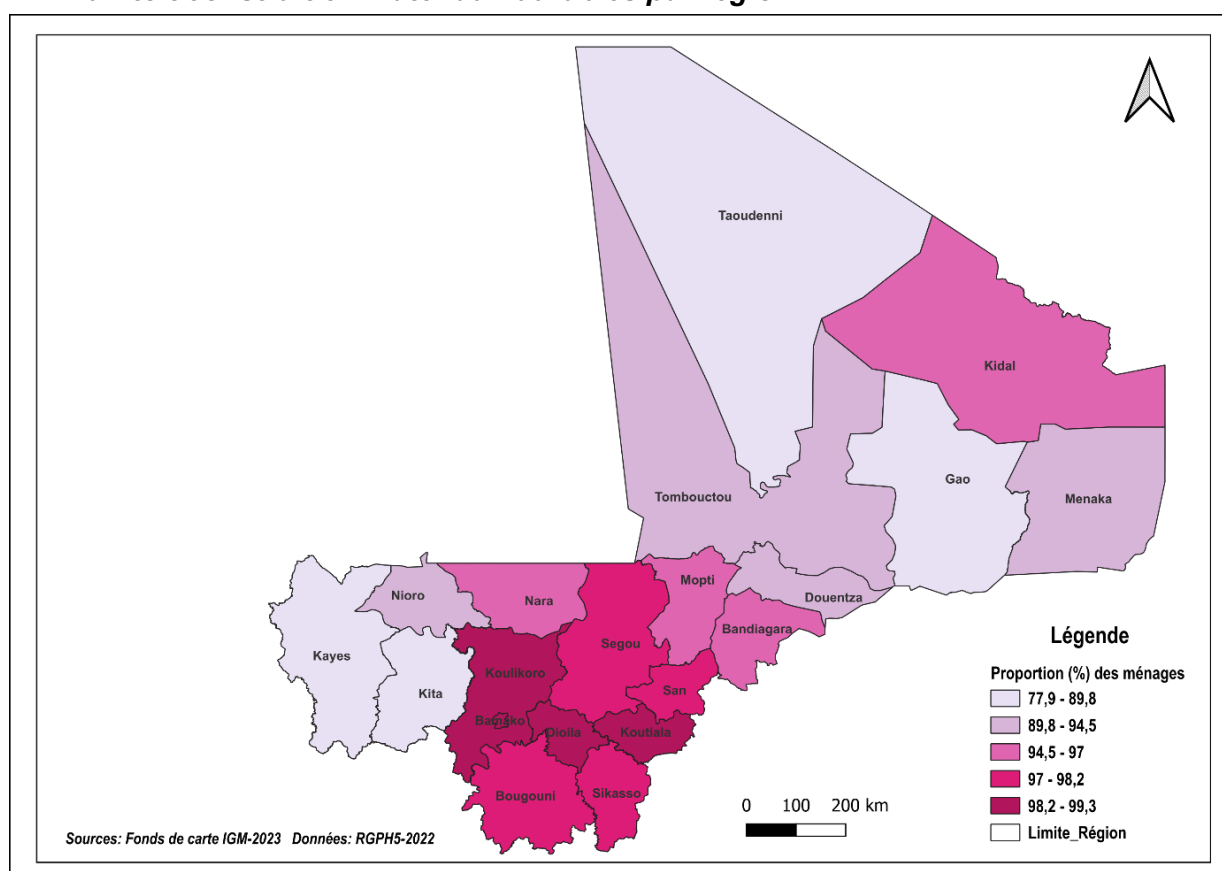 par
Taoudenni
Kidal
Gao
Menaka
Tombouctou
Mopti
Douentza
Nioro
Nara
Bandiagara
Segou
Kayes
Koulikoro
Kita
San
Bamako
Dioila
Koutiala
Bougouni
Sikasso
Légende
Proportion (%) des ménages
77,9 - 89,8
89,8 - 94,5
94,5 - 97
97 - 98,2
98,2 - 99,3
Limite_Région
0 100 200 km
Sources: Fonds de carte IGM-2023 Données: RGPH5-2022